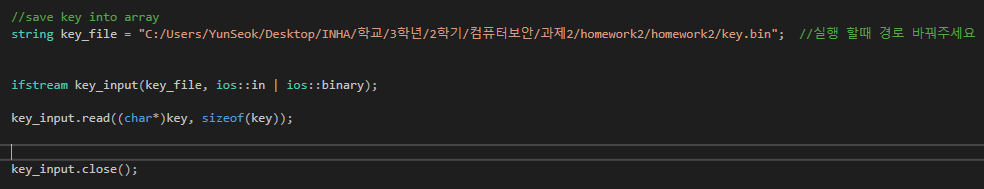 //save key into array
string key_file = "C:/Users/YunSeok/Desktop/INHA/학교/3학년/2학기/컴퓨터보안/과제2/homework2/homework2/key.bin";  //실행 할때 경로 바꿔주세요
ifstream key_input(key_file, ios::in | ios::binary);
key_input.read((char*)key, sizeof(key));
key_input.close();